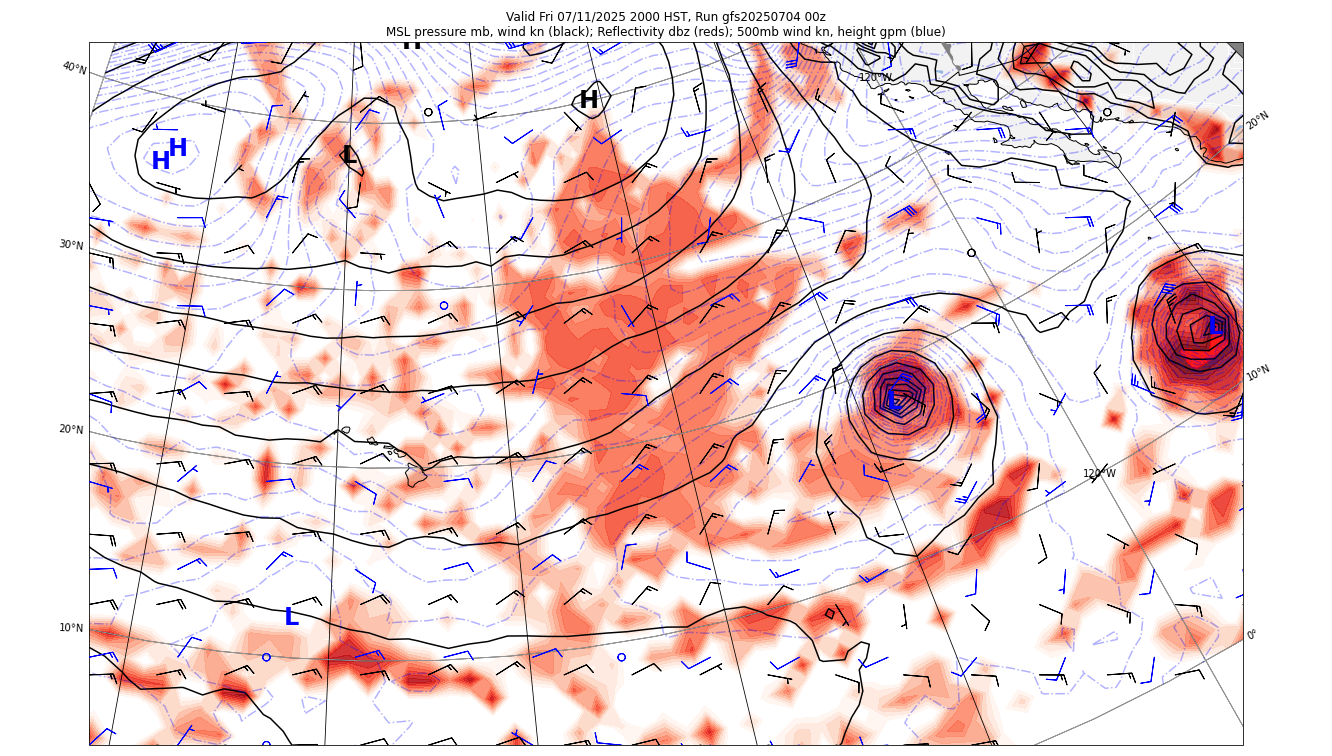 Valid Fri 07/11/2025 2000 HST, Run gfs20250704 00z
MSL pressure mb, wind kn (black); Reflectivity dbz (reds); 500mb wind kn, height gpm (blue)
H
40°N
120°W
H
20°N
H
H
L
30°N
L
10°N
L
20°N
120°W
L
10°N
0°